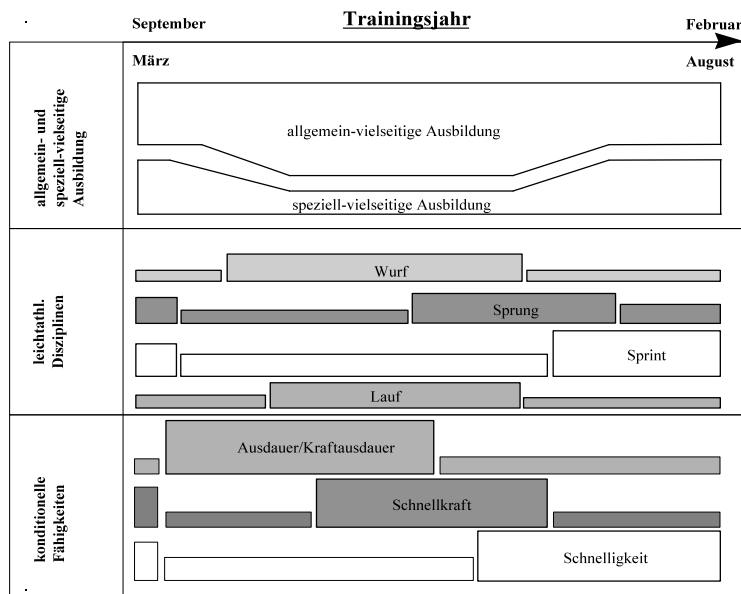 Trainingsjahr
September
Februar
März
August
allgemein- und
speziell-vielseitige
Ausbildung
allgemein-vielseitige Ausbildung
speziell-vielseitige Ausbildung
leichtathl.
Disziplinen
Wurf
Sprung
Sprint
Lauf
konditionelle
Fähigkeiten
Ausdauer/Kraftausdauer
Schnellkraft
Schnelligkeit